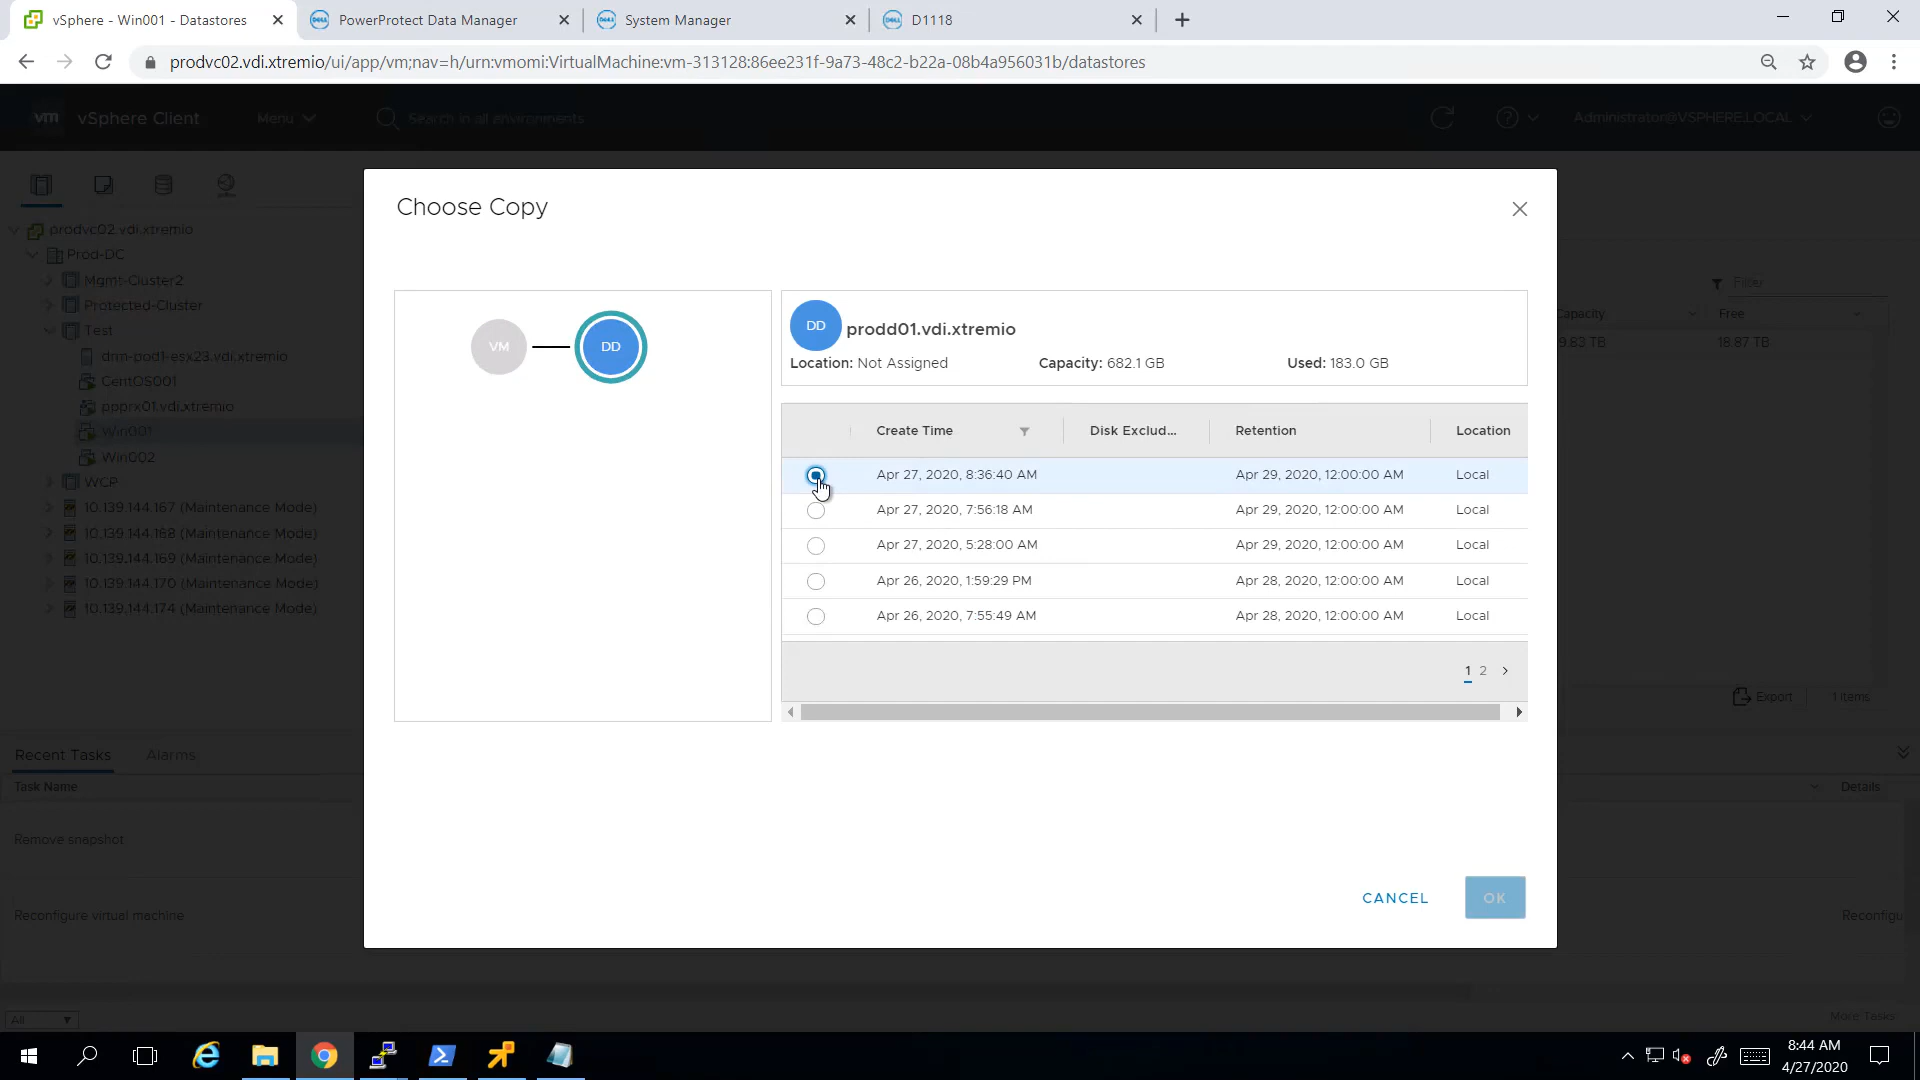 vSphere - Win001 - Datastores
PowerProtect Data Manager
System Manager
D1118
prodvc02.vdi.xtremio/ui/app/vm;nav=h/urn:vmomi:VirtualMachine:vm-313128:86ee231f-9a73-48c2-b22a-08b4a956031b/datastores
vm vSphere Client Menu Search in all environments Administrator@VSPHERE.LOCAL
Choose Copy
prodvc02.vdi.xtremio
Prod-DC
Mgmt-Cluster2
Protected-Cluster
Test
dnm-pod1-esx23.vdi.xtremio
CentOS001
ppprx01.vdi.xtremio
Win001
Win002
WCP
10.139.144.167 (Maintenance Mode)
10.139.144.168 (Maintenance Mode)
10.139.144.169 (Maintenance Mode)
10.139.144.170 (Maintenance Mode)
10.139.144.174 (Maintenance Mode)
VM DD
DD prodd01.vdi.xtremio
Location: Not Assigned Capacity: 682.1 GB Used: 183.0 GB
Create Time Disk Exclud... Retention Location
Apr 27, 2020, 8:36:40 AM Apr 29, 2020, 12:00:00 AM Local
Apr 27, 2020, 7:56:18 AM Apr 29, 2020, 12:00:00 AM Local
Apr 27, 2020, 5:28:00 AM Apr 29, 2020, 12:00:00 AM Local
Apr 26, 2020, 1:59:29 PM Apr 28, 2020, 12:00:00 AM Local
Apr 26, 2020, 7:55:49 AM Apr 28, 2020, 12:00:00 AM Local
1 2
CANCEL OK
Filter
Capacity Free
9.83 TB 18.87 TB
Export 1 items
Recent Tasks Alarms
Task Name Details
Remove snapshot
Reconfigure virtual machine Reconfigu
All More Tasks
8:44 AM
4/27/2020